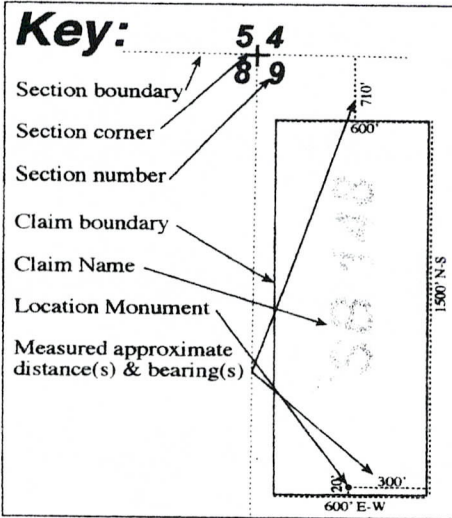 Key:
5 4
8 9
Section boundary
Section corner
Section number
Claim boundary
Claim Name
Location Monument
Measured approximate
distance(s) & bearing(s)
710'
600'
148
1500' N-S
20'
300'
600' E-W